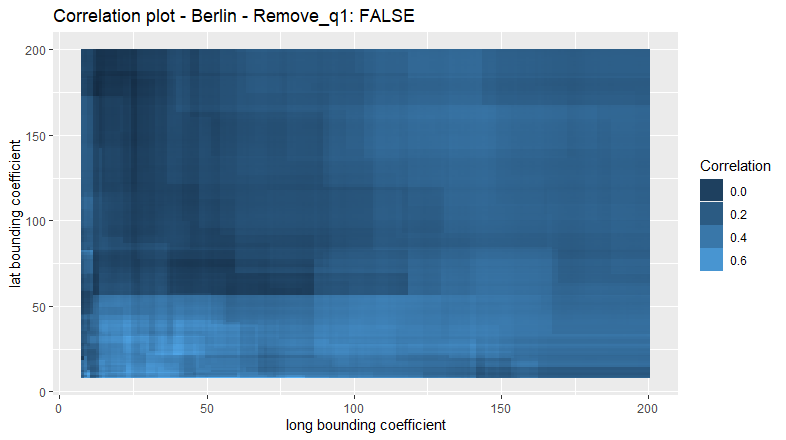 Correlation plot - Berlin - Remove_q1: FALSE
200
150
100
50
0
lat bounding coefficient
0 50 100 150 200
long bounding coefficient
Correlation
0.0
0.2
0.4
0.6